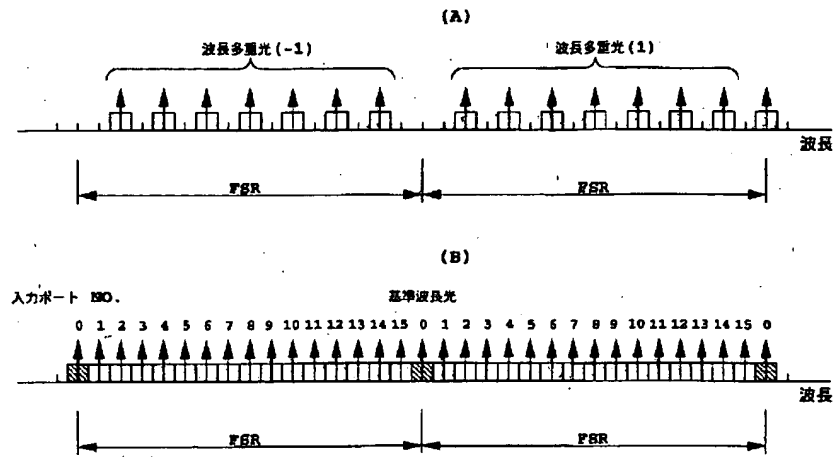 (A)
波長多重光(-1) 波長多重光(1)
波長
FSR FSR
(B)
入力ポート NO. 基準波長光
0 1 2 3 4 5 6 7 8 9 10 11 12 13 14 15 0 1 2 3 4 5 6 7 8 9 10 11 12 13 14 15 0
波長
FSR FSR